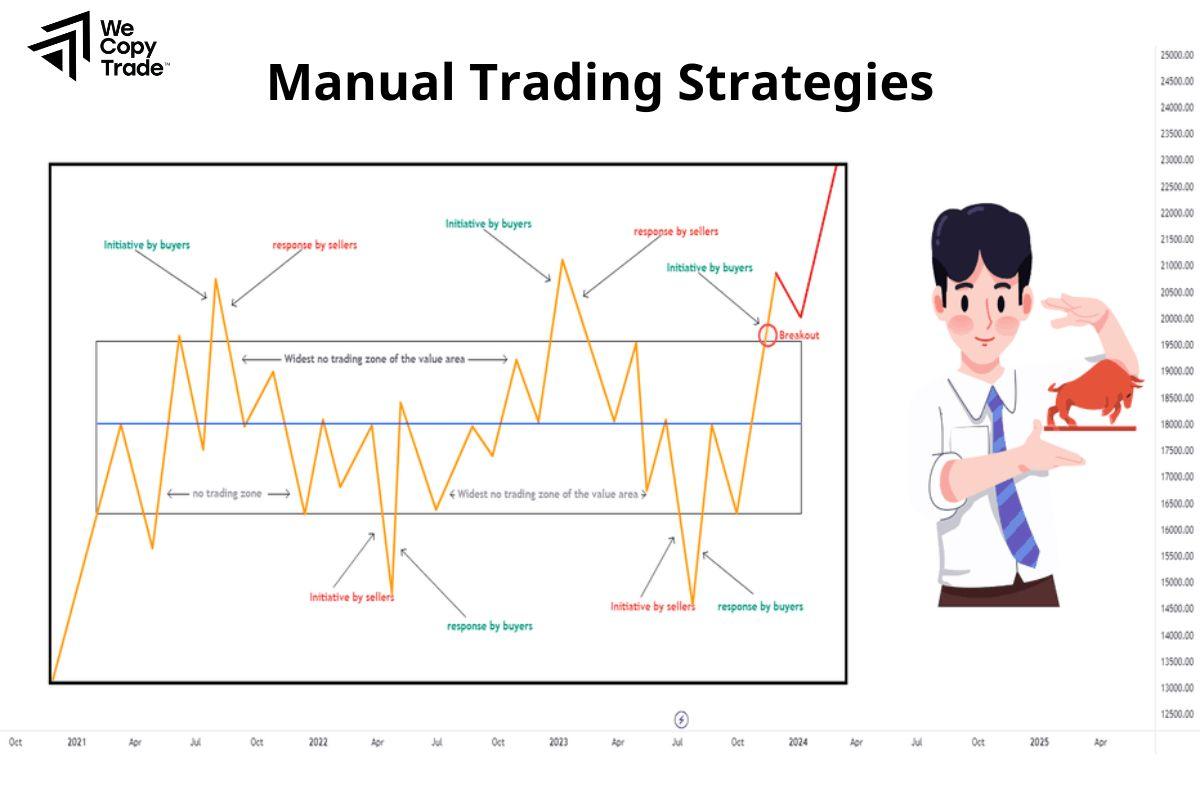 We
Copy
Trade™
Manual Trading Strategies
Initiative by buyers
response by sellers
Initiative by buyers
response by sellers
Initiative by buyers
Breakout
Widest no trading zone of the value area
no trading zone
Widest no trading zone of the value area
Initiative by sellers
response by buyers
Initiative by sellers
response by buyers
25000.00
24500.00
24000.00
23500.00
23000.00
22500.00
22000.00
21500.00
21000.00
20500.00
20000.00
19500.00
19000.00
18500.00
18000.00
17500.00
17000.00
16500.00
16000.00
15500.00
15000.00
14500.00
14000.00
13500.00
13000.00
12500.00
Oct 2021 Apr Jul Oct 2022 Apr Jul Oct 2023 Apr Jul Oct 2024 Apr Jul Oct 2025 Apr